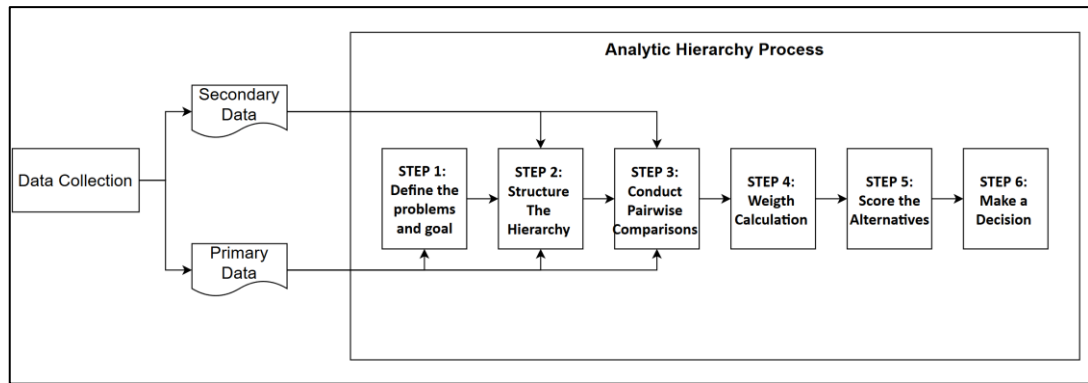 Analytic Hierarchy Process
Secondary
Data
Data Collection
Primary
Data
STEP 1:
Define the
problems
and goal
STEP 2:
Structure
The
Hierarchy
STEP 3:
Conduct
Pairwise
Comparisons
STEP 4:
Weigth
Calculation
STEP 5:
Score the
Alternatives
STEP 6:
Make a
Decision